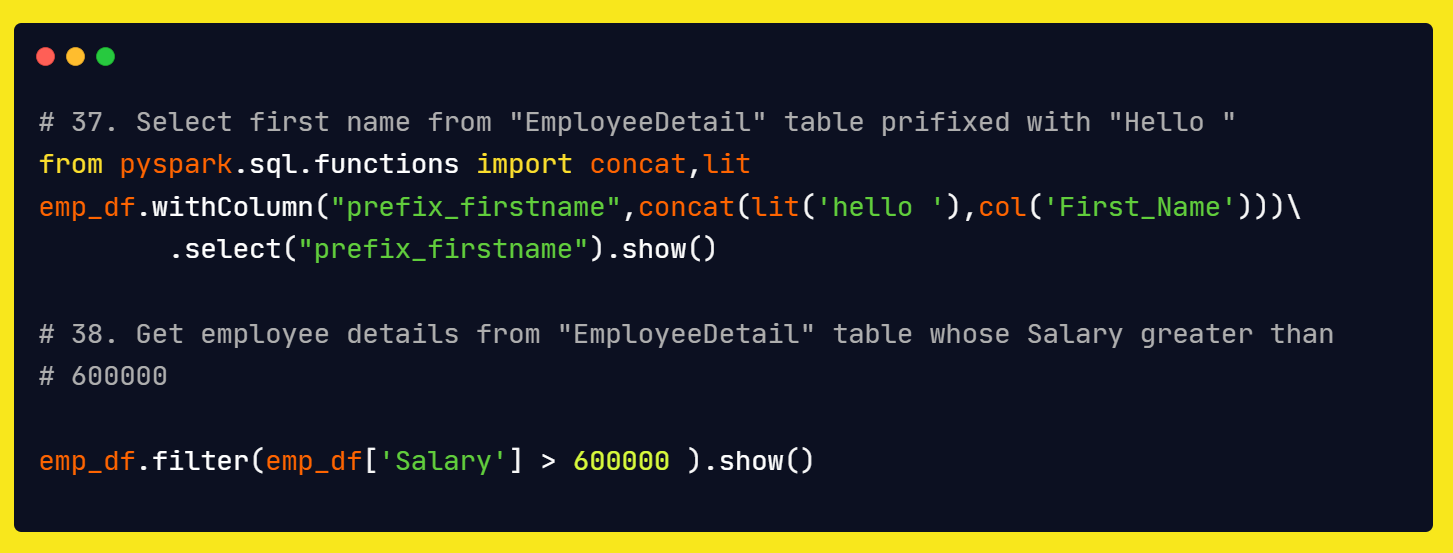 # 37. Select first name from "EmployeeDetail" table prifixed with "Hello "
from pyspark.sql.functions import concat,lit
emp_df.withColumn("prefix_firstname",concat(lit('hello '),col('First_Name')))\
        .select("prefix_firstname").show()

# 38. Get employee details from "EmployeeDetail" table whose Salary greater than
# 600000

emp_df.filter(emp_df['Salary'] > 600000 ).show()